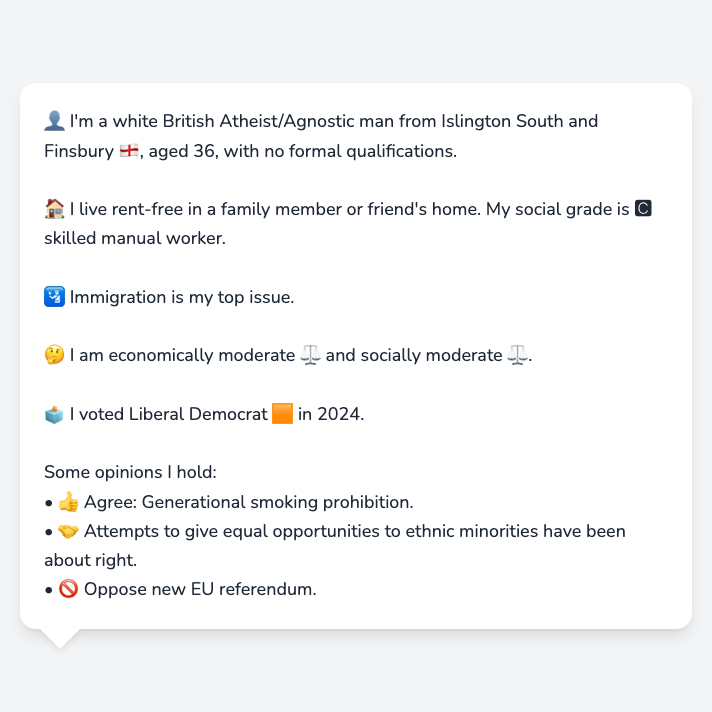 👤 I'm a white British Atheist/Agnostic man from Islington South and
Finsbury 🏴󠁧󠁢󠁥󠁮󠁧󠁿, aged 36, with no formal qualifications.
🏠 I live rent-free in a family member or friend's home. My social grade is 🅲
skilled manual worker.
🛂 Immigration is my top issue.
🤔 I am economically moderate ⚖️ and socially moderate ⚖️.
🗳️ I voted Liberal Democrat 🟧 in 2024.
Some opinions I hold:
• 👍 Agree: Generational smoking prohibition.
• 🤝 Attempts to give equal opportunities to ethnic minorities have been
about right.
• 🚫 Oppose new EU referendum.